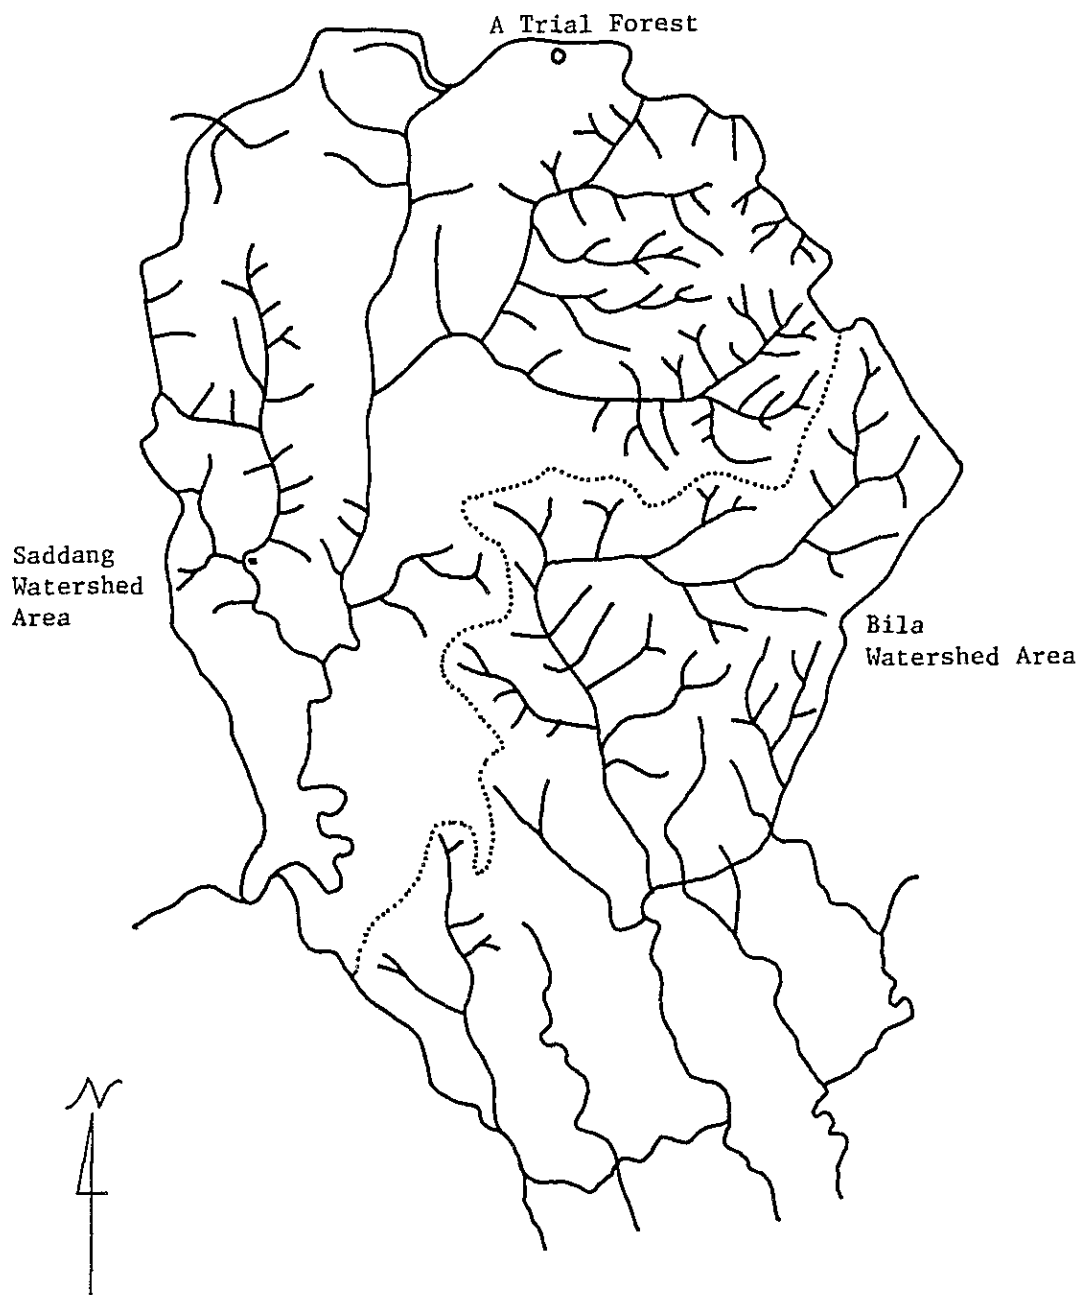 A Trial Forest
Saddang
Watershed
Area
Bila
Watershed Area
N